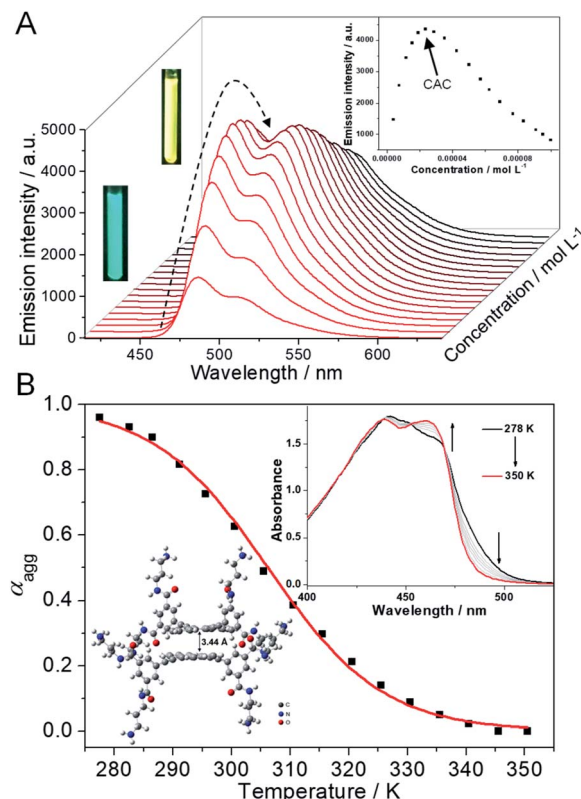 A
5000
4000
3000
2000
1000
0
Emission intensity / a.u.
450 500 550 600
Wavelength / nm
Concentration / mol L-1
4000
3000
2000
1000
Emission intensity / a.u.
CAC
0.00000 0.00004 0.00008
Concentration / mol L-1
B
1.0
0.8
0.6
0.4
0.2
0.0
αagg
280 290 300 310 320 330 340 350
Temperature / K
3.44 Å
C
N
O
1.5
1.0
0.5
0.0
Absorbance
278 K
350 K
400 450 500
Wavelength / nm